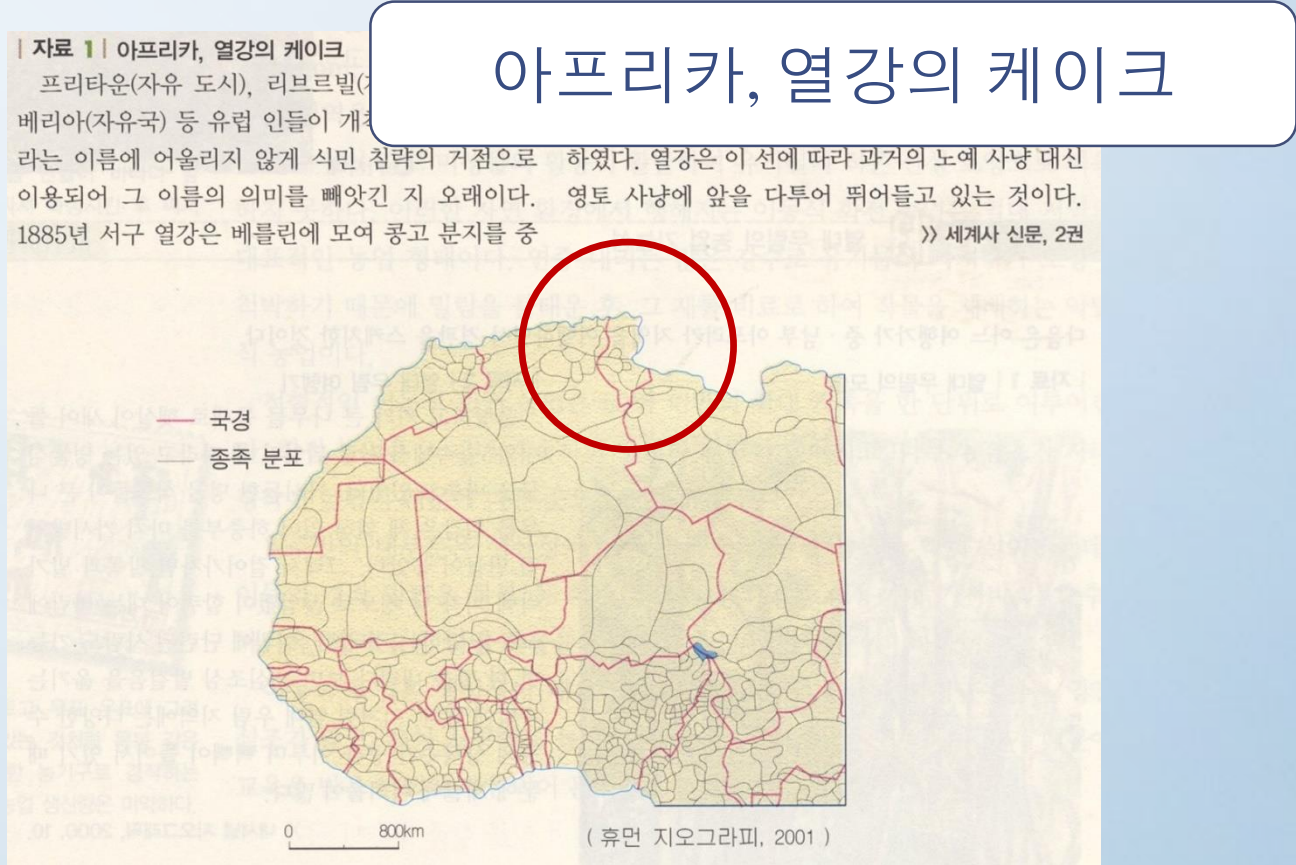 아프리카, 열강의 케이크
| 자료 1 | 아프리카, 열강의 케이크
프리타운(자유 도시), 리브르빌(
베리아(자유국) 등 유럽 인들이
라는 이름에 어울리지 않게 식민 침략의 거점으로
이용되어 그 이름의 의미를 빼앗긴 지 오래이다.
1885년 서구 열강은 베를린에 모여 콩고 분지를 중
하였다. 열강은 이 선에 따라 과거의 노예 사냥 대신
영토 사냥에 앞을 다투어 뛰어들고 있는 것이다.
>> 세계사 신문, 2권
국경
종족 분포
0 800km
( 휴먼 지오그라피, 2001 )